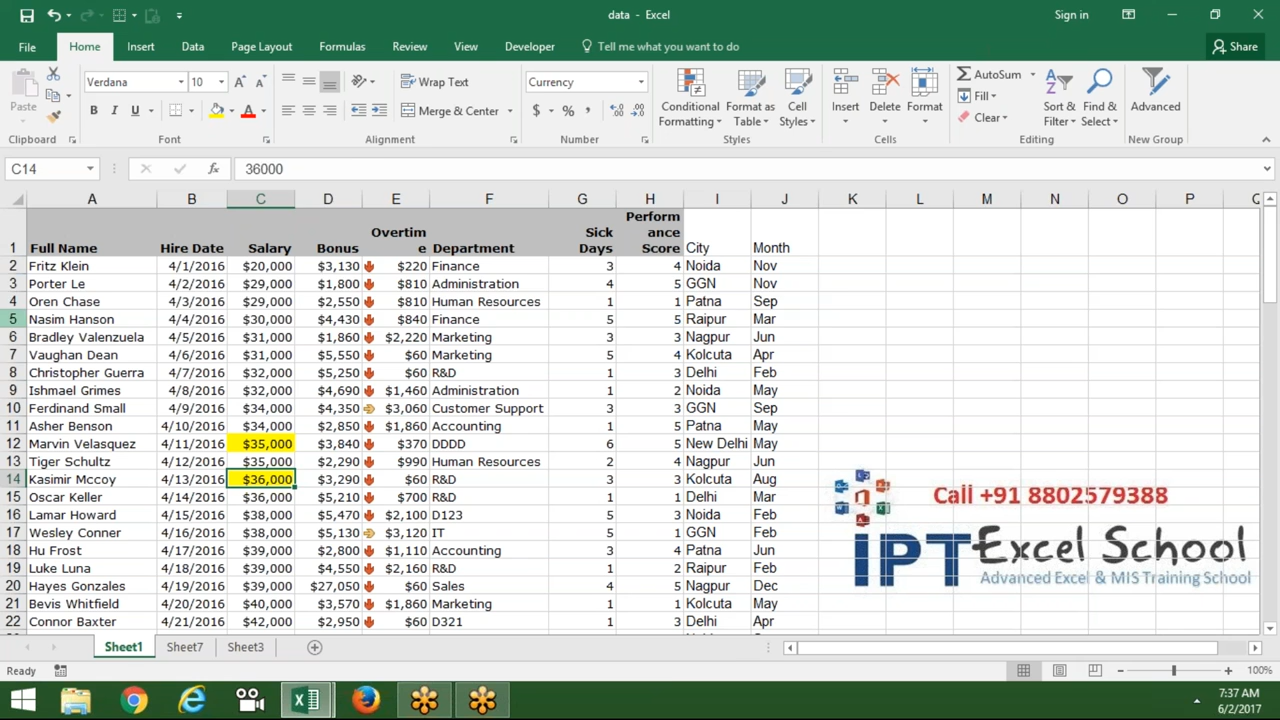 data - Excel
Sign in
File Home Insert Data Page Layout Formulas Review View Developer Tell me what you want to do Share
Paste
Verdana 10
B I U
Wrap Text
Merge & Center
Currency
$ % ,
Conditional Formatting
Format as Table
Cell Styles
Insert Delete Format
AutoSum
Fill
Clear
Sort & Filter
Find & Select
Advanced
Clipboard Font Alignment Number Styles Cells Editing New Group
C14 fx 36000
A B C D E F G H I J K L M N O P Q
1 Full Name Hire Date Salary Bonus Overtime Department Sick Days Performance Score City Month
2 Fritz Klein 4/1/2016 $20,000 $3,130 $220 Finance 3 4 Noida Nov
3 Porter Le 4/2/2016 $29,000 $1,800 $810 Administration 4 5 GGN Nov
4 Oren Chase 4/3/2016 $29,000 $2,550 $810 Human Resources 1 1 Patna Sep
5 Nasim Hanson 4/4/2016 $30,000 $4,430 $840 Finance 5 5 Raipur Mar
6 Bradley Valenzuela 4/5/2016 $31,000 $1,860 $2,220 Marketing 3 3 Nagpur Jun
7 Vaughan Dean 4/6/2016 $31,000 $5,550 $60 Marketing 5 4 Kolcuta Apr
8 Christopher Guerra 4/7/2016 $32,000 $5,250 $60 R&D 1 3 Delhi Feb
9 Ishmael Grimes 4/8/2016 $32,000 $4,690 $1,460 Administration 1 2 Noida May
10 Ferdinand Small 4/9/2016 $34,000 $4,350 $3,060 Customer Support 3 3 GGN Sep
11 Asher Benson 4/10/2016 $34,000 $2,850 $1,860 Accounting 1 5 Patna May
12 Marvin Velasquez 4/11/2016 $35,000 $3,840 $370 DDDD 6 5 New Delhi May
13 Tiger Schultz 4/12/2016 $35,000 $2,290 $990 Human Resources 2 4 Nagpur Jun
14 Kasimir Mccoy 4/13/2016 $36,000 $3,290 $60 R&D 3 3 Kolcuta Aug
15 Oscar Keller 4/14/2016 $36,000 $5,210 $700 R&D 1 1 Delhi Mar
16 Lamar Howard 4/15/2016 $38,000 $5,470 $2,100 D123 5 3 Noida Feb
17 Wesley Conner 4/16/2016 $38,000 $5,130 $3,120 IT 5 1 GGN Feb
18 Hu Frost 4/17/2016 $39,000 $2,800 $1,110 Accounting 3 4 Patna Jun
19 Luke Luna 4/18/2016 $39,000 $4,550 $2,160 R&D 1 2 Raipur Feb
20 Hayes Gonzales 4/19/2016 $39,000 $27,050 $60 Sales 4 5 Nagpur Dec
21 Bevis Whitfield 4/20/2016 $40,000 $3,570 $1,860 Marketing 1 1 Kolcuta May
22 Connor Baxter 4/21/2016 $42,000 $2,950 $60 D321 1 3 Delhi Apr
Call +91 8802579388
IPT Excel School
Advanced Excel & MIS Training School
Sheet1 Sheet7 Sheet3
Ready 100%
7:37 AM
6/2/2017